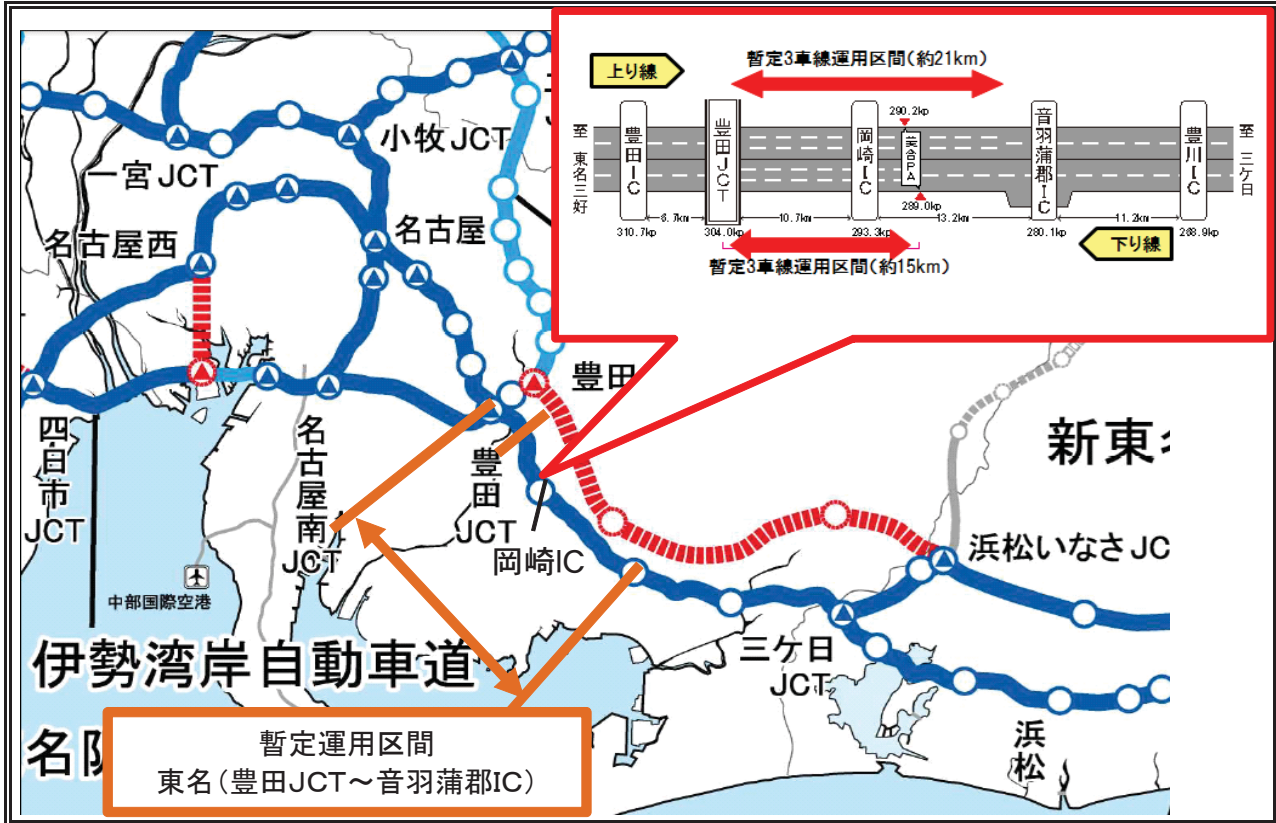 暫定3車線運用区間(約21km)
上り線
290.2kp
至 東名三好
豊田IC
豊田JCT
岡崎IC
美合PA
音羽蒲郡IC
豊川IC
至 三ケ日
289.0kp
6.7km
10.7km
13.2km
11.2km
310.7kp
304.0kp
293.3kp
280.1kp
268.9kp
下り線
暫定3車線運用区間(約15km)
小牧JCT
一宮JCT
名古屋西
名古屋
豊田
四日市JCT
名古屋南JCT
豊田JCT
岡崎IC
新東
浜松いなさJC
中部国際空港
三ケ日JCT
伊勢湾岸自動車道
浜松
名阪
暫定運用区間
東名(豊田JCT～音羽蒲郡IC)